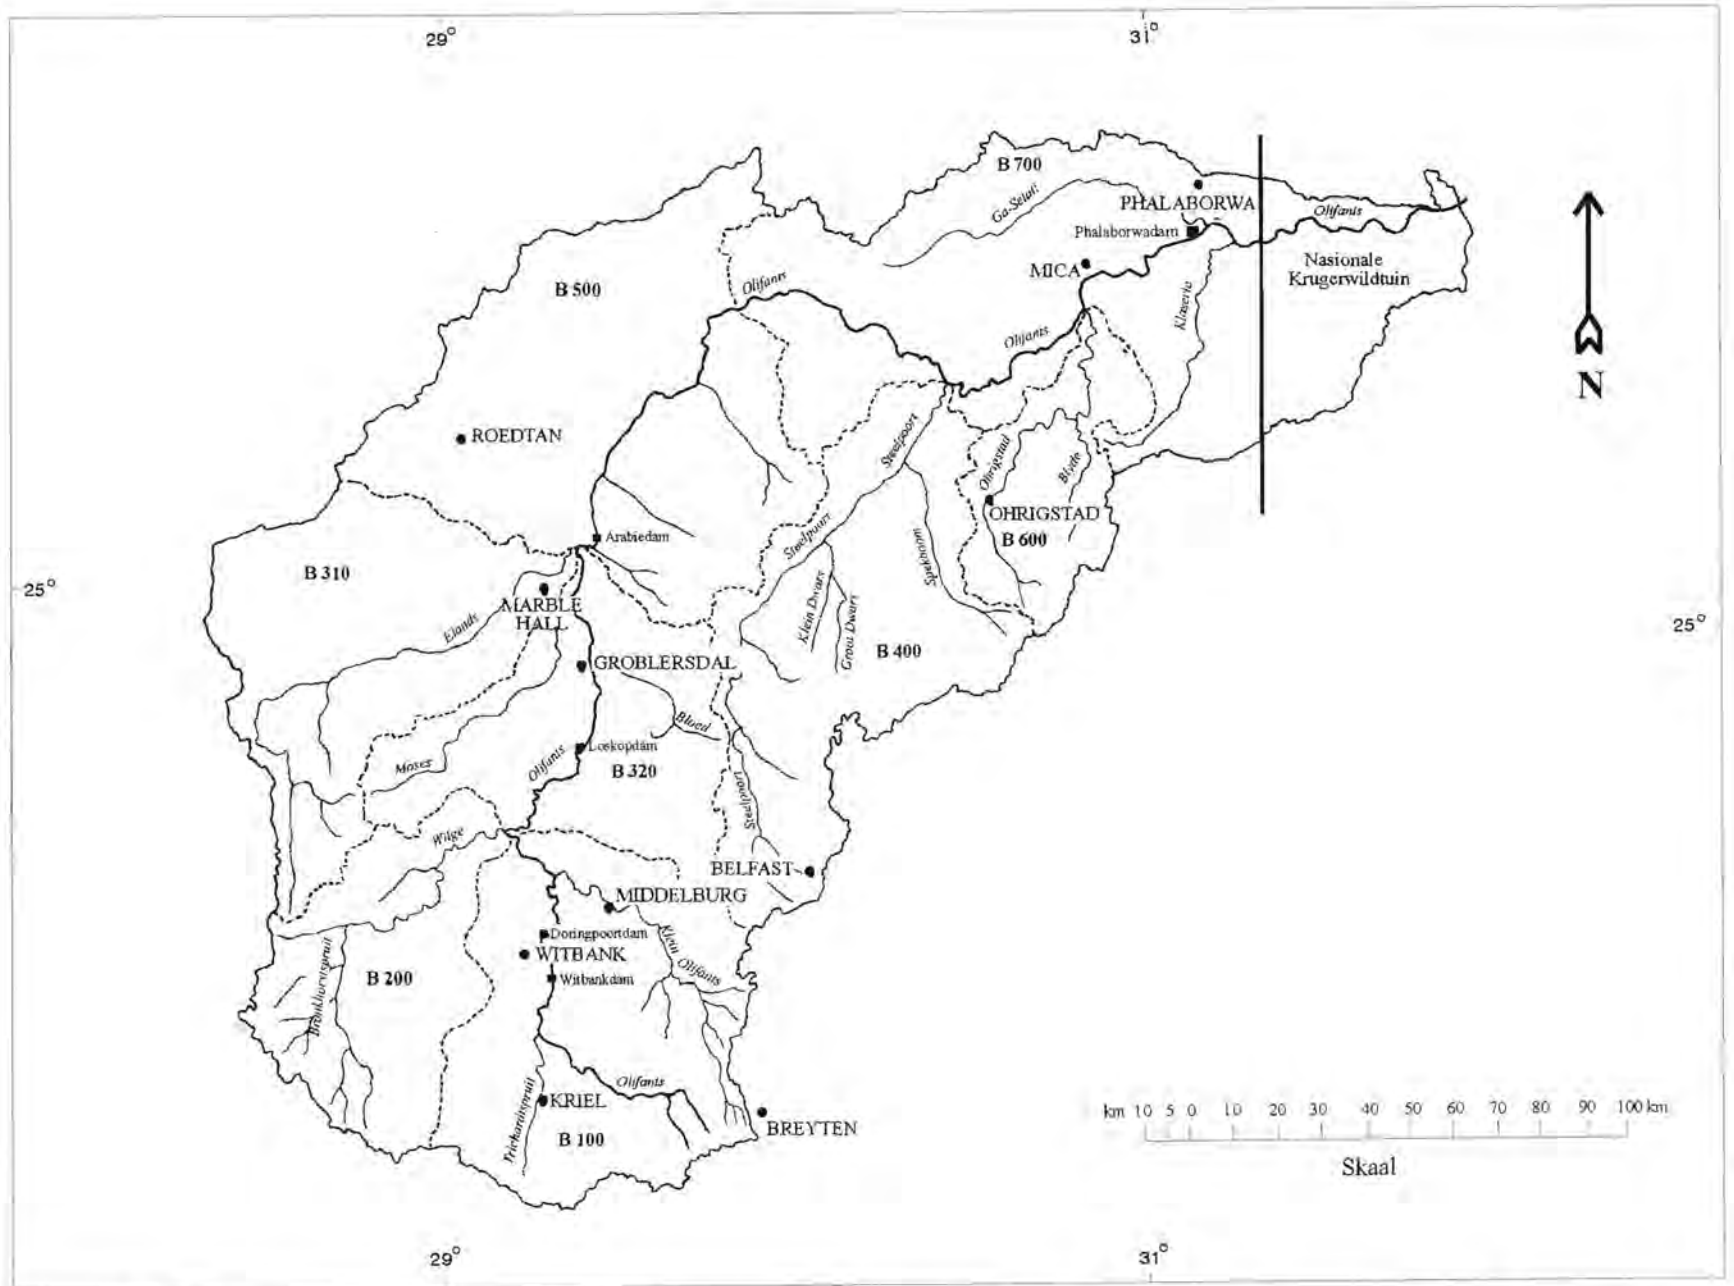 29°
31°
B 700
Ga-Selati
PHALABORWA
Olifants
Phalaborwadam
MICA
Nasionale
Krugerwildtuin
B 500
Olifants
Klaserie
Olifants
N
ROEDTAN
Steelpoort
Ohrigstad
Blyde
OHRIGSTAD
B 600
Arabiedam
Steelpoort
Spekboom
B 310
25°
MARBLE
HALL
Elands
Klein Dwars
Groot Dwars
B 400
25°
GROBLERSDAL
Bloed
Moses
Olifants
Loskopdam
B 320
Steelpoort
Wilge
BELFAST
MIDDELBURG
Doringpoortdam
WITBANK
Klein
Olifants
B 200
Witbankdam
Bronkhorstspruit
Olifants
KRIEL
Trichardtspruit
B 100
BREYTEN
km 10 5 0 10 20 30 40 50 60 70 80 90 100 km
Skaal
29°
31°